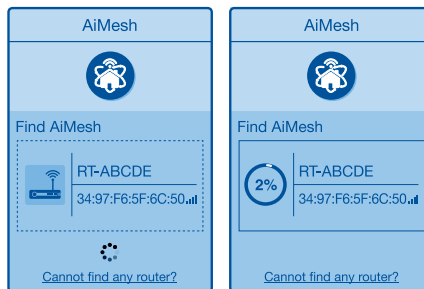 AiMesh
Find AiMesh
RT-ABCDE
34:97:F6:5F:6C:50
Cannot find any router?
AiMesh
Find AiMesh
2%
RT-ABCDE
34:97:F6:5F:6C:50
Cannot find any router?